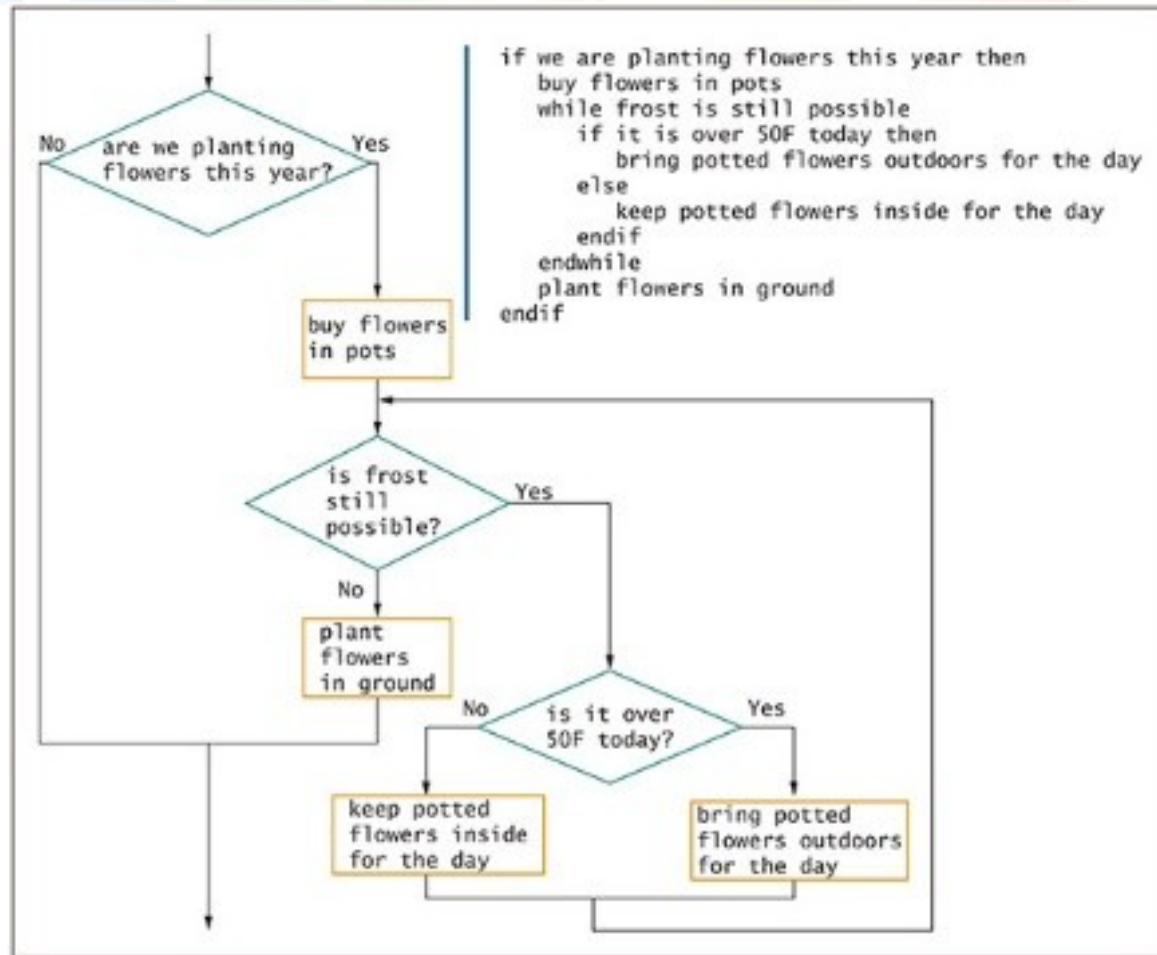 if we are planting flowers this year then
buy flowers in pots
while frost is still possible
if it is over 50F today then
bring potted flowers outdoors for the day
else
keep potted flowers inside for the day
endif
endwhile
plant flowers in ground
endif
No
are we planting
flowers this year?
Yes
buy flowers
in pots
is frost
still
possible?
Yes
No
plant
flowers
in ground
No
is it over
50F today?
Yes
keep potted
flowers inside
for the day
bring potted
flowers outdoors
for the day